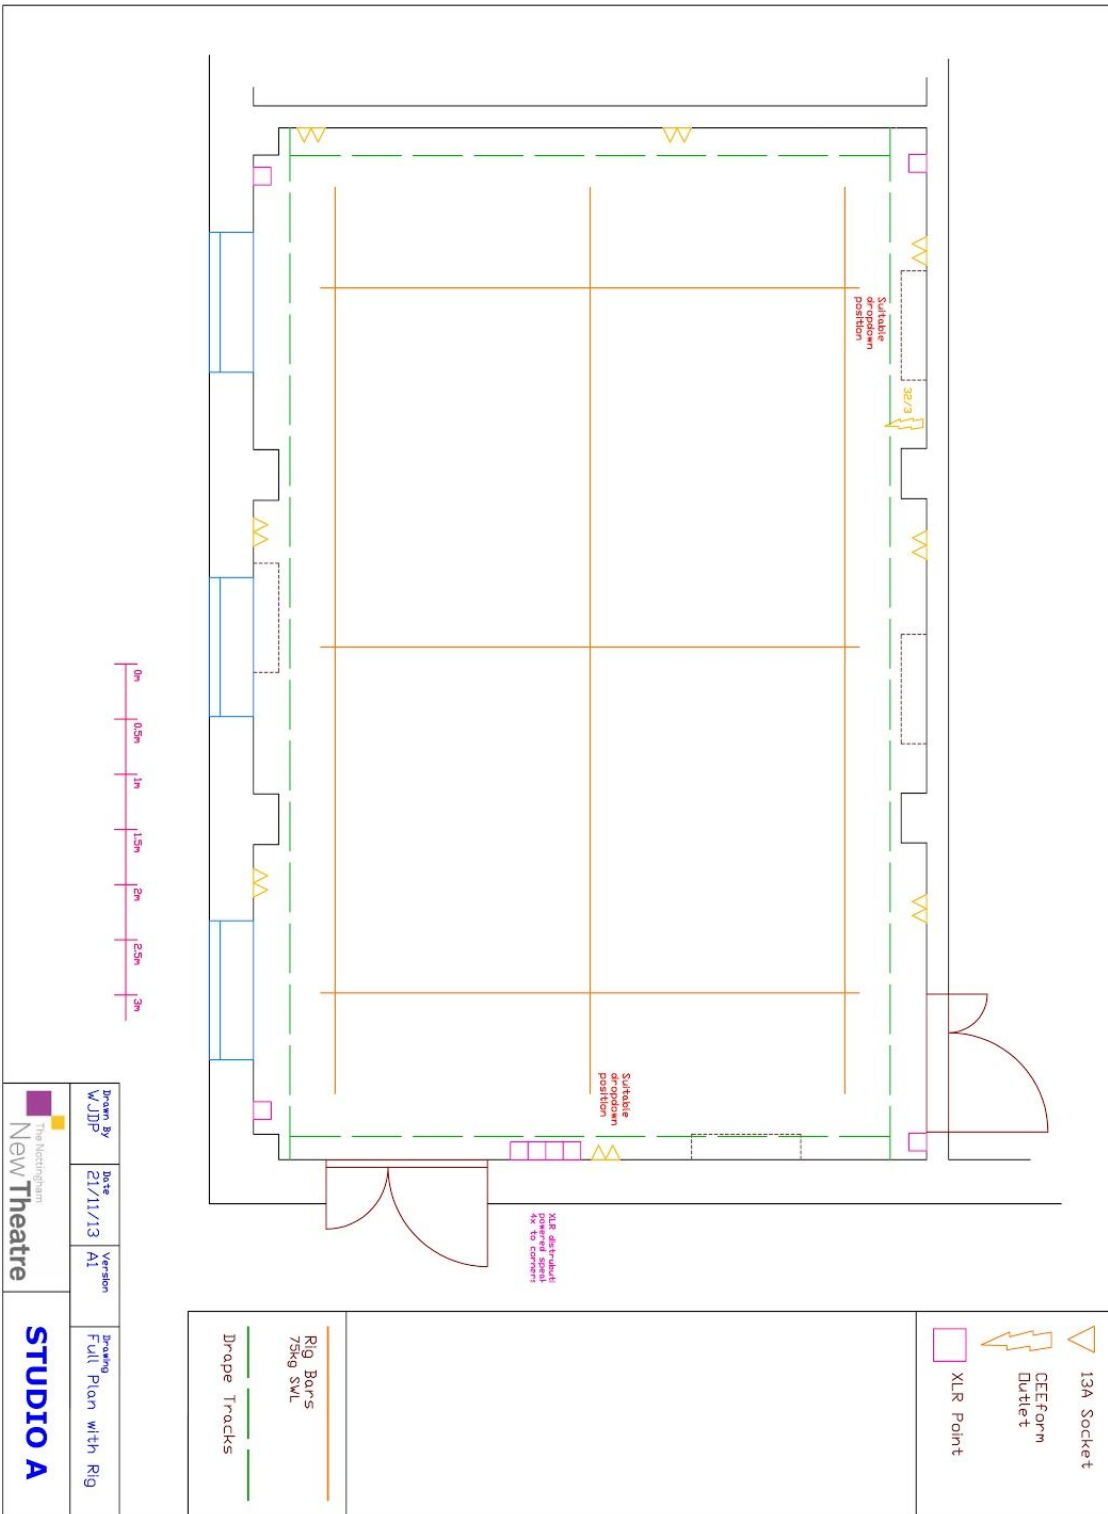 Suitable
dropdown
position
32/3
0m
0.5m
1m
1.5m
2m
2.5m
3m
Suitable
dropdown
position
XLR distributi
powered speak
4x to corners
13A Socket
CEEform
Outlet
XLR Point
Rig Bars
75kg SWL
Drape Tracks
Drawn By
WJDP
Date
21/11/13
Version
A1
Drawing
Full Plan with Rig
The Nottingham
New Theatre
STUDIO A